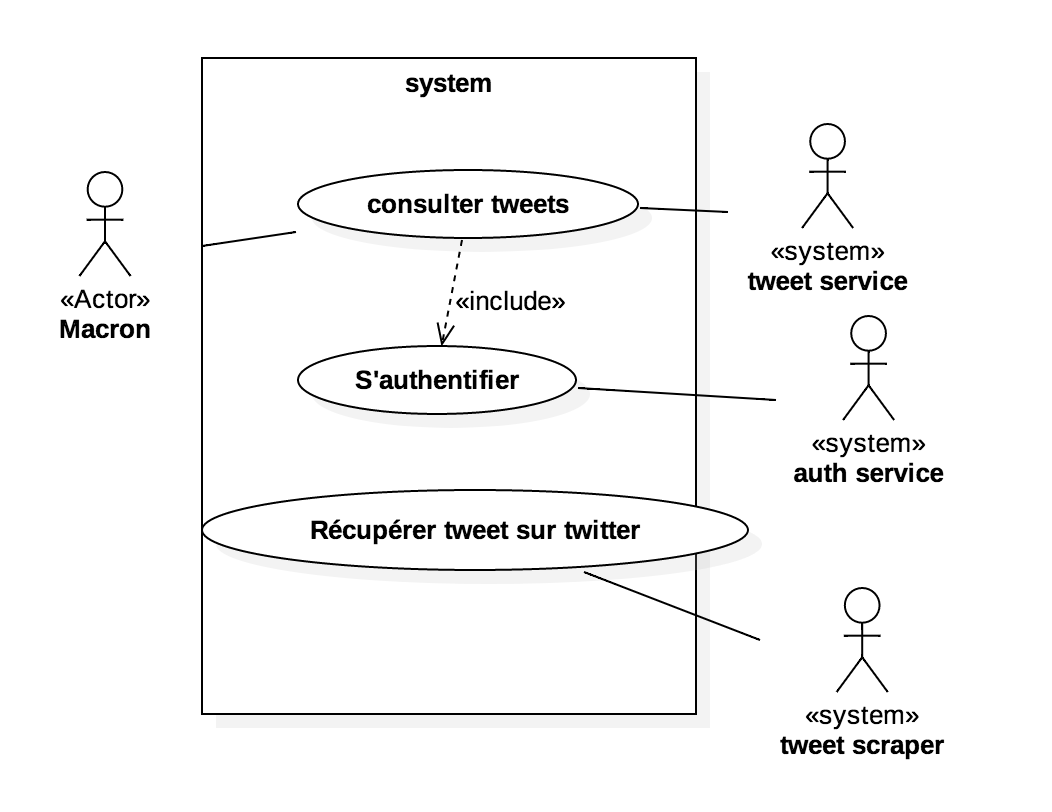 system
consulter tweets
«Actor»
Macron
«system»
tweet service
«include»
S'authentifier
«system»
auth service
Récupérer tweet sur twitter
«system»
tweet scraper